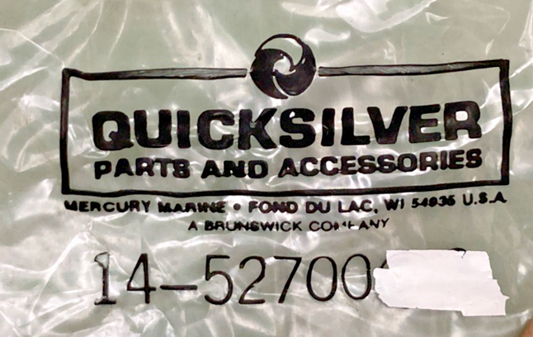 QUICKSILVER
PARTS AND ACCESSORIES
MERCURY MARINE • FOND DU LAC, WI 54935 U.S.A
A BRUNSWICK COMPANY
14-52700